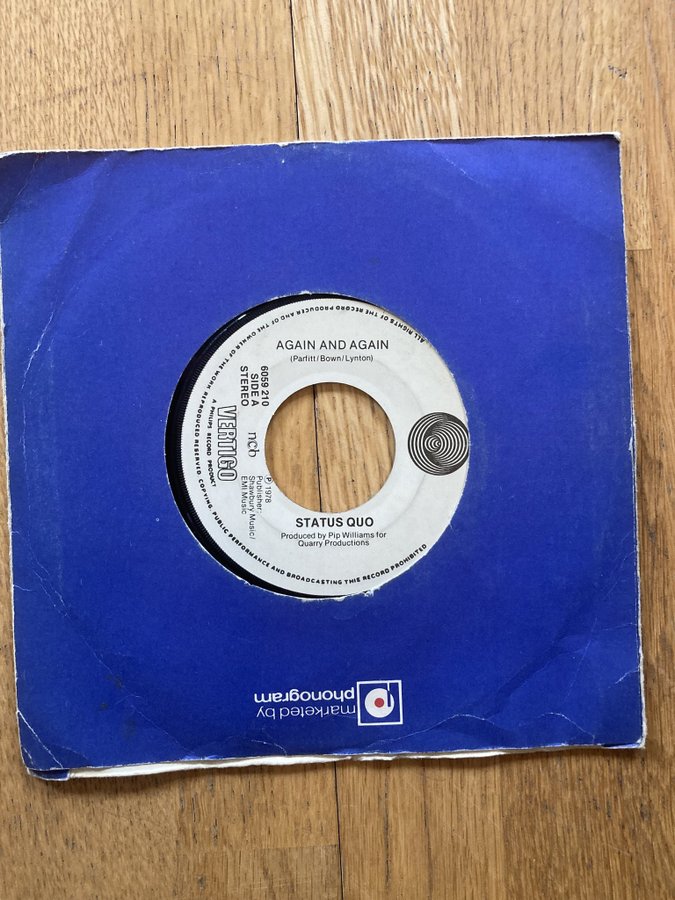 AGAIN AND AGAIN
(Parfitt/Bown/Lynton)
6059 210
SIDE A
STEREO
VERTIGO
A PHILIPS RECORD PRODUCT
ncb
℗ 1978
Publisher:
Shawbury Music/
EMI Music
STATUS QUO
Produced by Pip Williams for
Quarry Productions
ALL RIGHTS OF THE RECORD PRODUCER AND OF THE OWNER OF THE WORK REPRODUCED RESERVED. COPYING, PUBLIC PERFORMANCE AND BROADCASTING THIS RECORD PROHIBITED
marketed by
phonogram